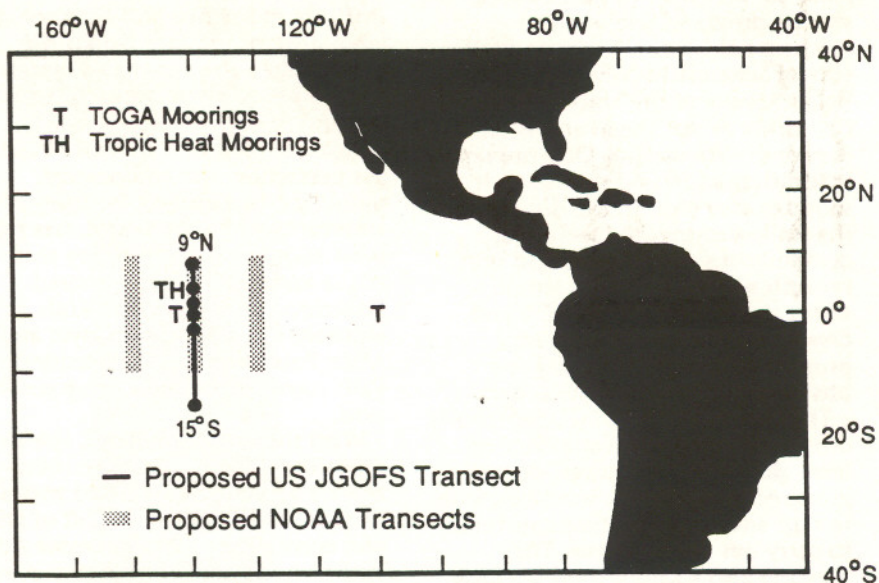 160°W 120°W 80°W 40°W
40°N
T TOGA Moorings
TH Tropic Heat Moorings
20°N
9°N
TH
T T 0°
15°S 20°S
Proposed US JGOFS Transect
Proposed NOAA Transects
40°S